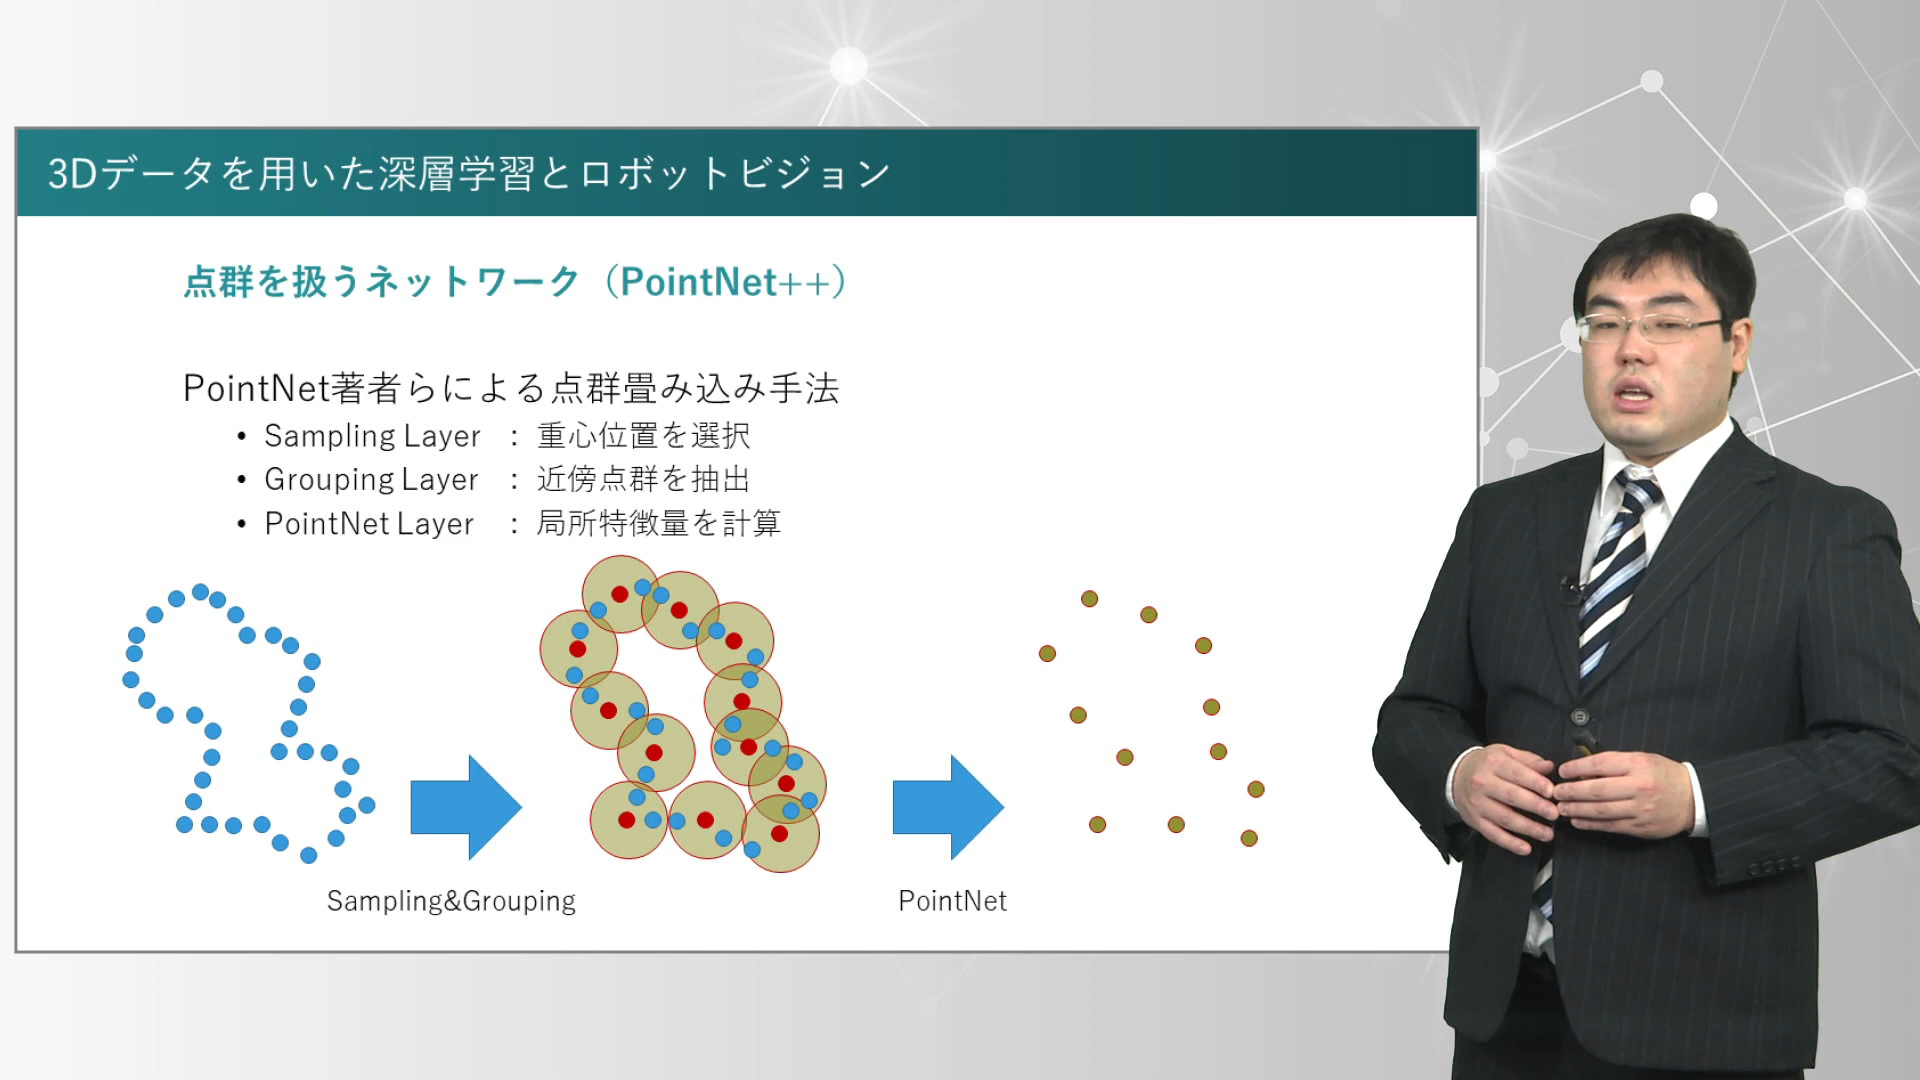 3Dデータを用いた深層学習とロボットビジョン
点群を扱うネットワーク（PointNet++）
PointNet著者らによる点群畳み込み手法
• Sampling Layer : 重心位置を選択
• Grouping Layer : 近傍点群を抽出
• PointNet Layer : 局所特徴量を計算
Sampling&Grouping
PointNet